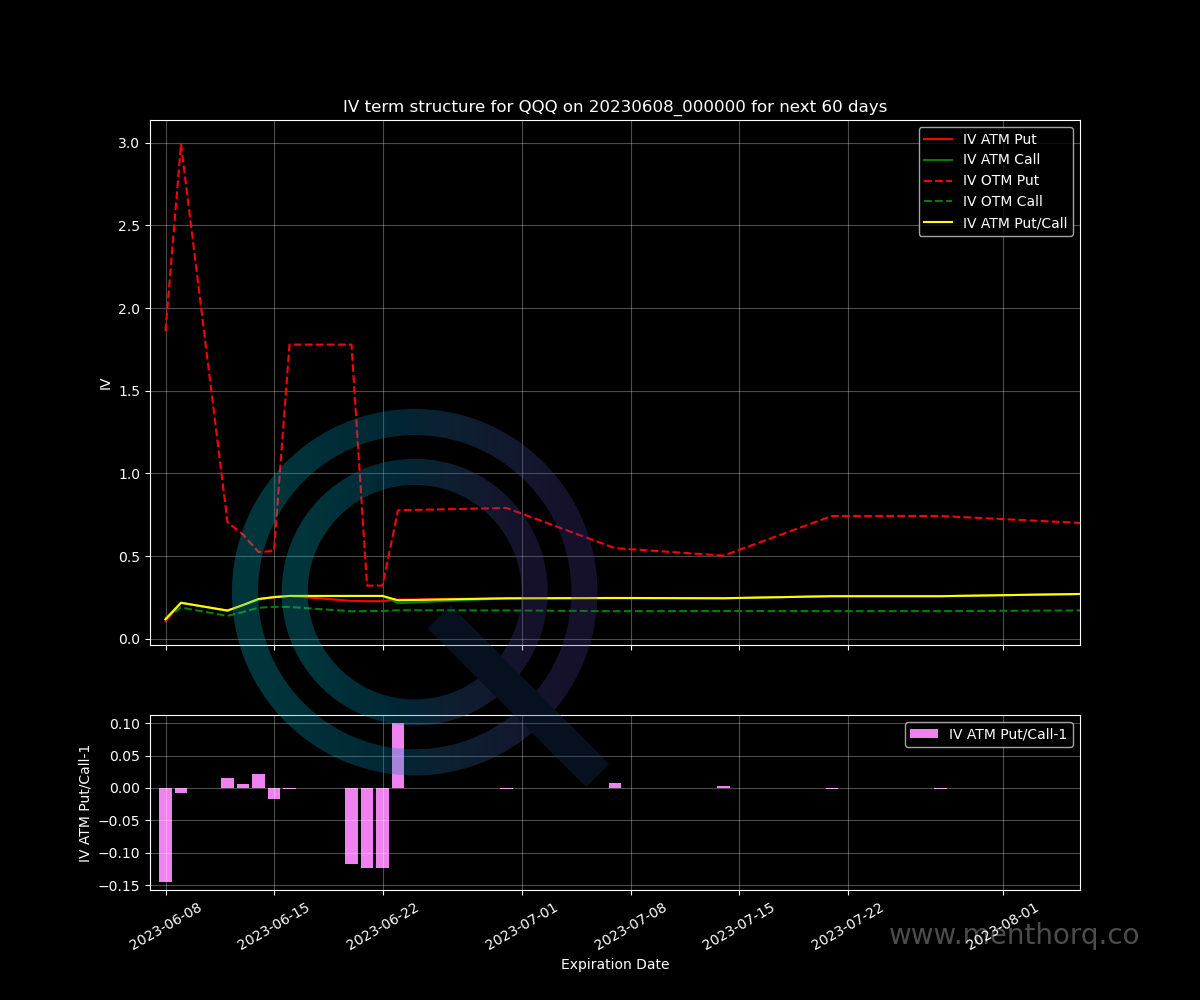 IV term structure for QQQ on 20230608_000000 for next 60 days
IV
3.0
2.5
2.0
1.5
1.0
0.5
0.0
IV ATM Put
IV ATM Call
IV OTM Put
IV OTM Call
IV ATM Put/Call
IV ATM Put/Call-1
0.10
0.05
0.00
−0.05
−0.10
−0.15
IV ATM Put/Call-1
2023-06-08
2023-06-15
2023-06-22
2023-07-01
2023-07-08
2023-07-15
2023-07-22
2023-08-01
Expiration Date
www.menthorq.co